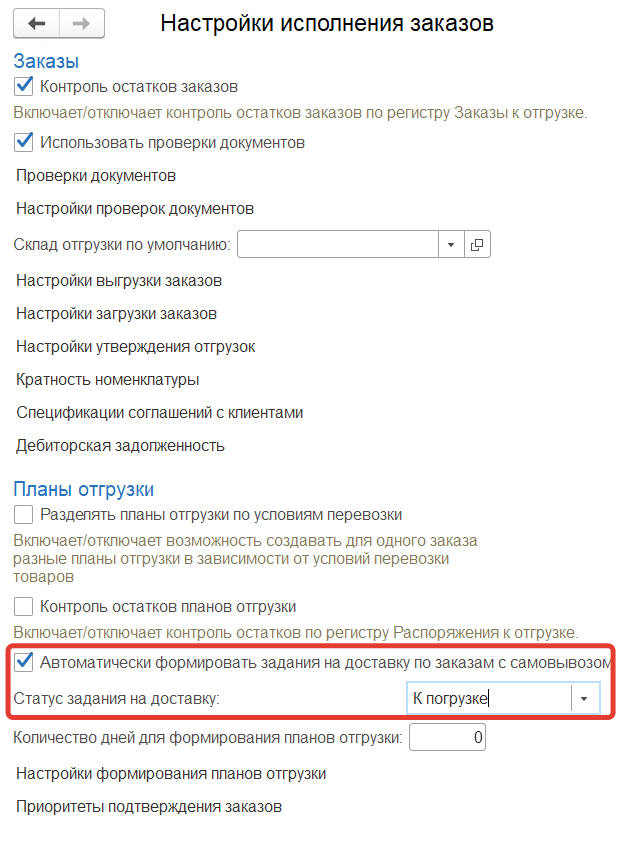 Настройки исполнения заказов
Заказы
Контроль остатков заказов
Включает/отключает контроль остатков заказов по регистру Заказы к отгрузке.
Использовать проверки документов
Проверки документов
Настройки проверок документов
Склад отгрузки по умолчанию:
Настройки выгрузки заказов
Настройки загрузки заказов
Настройки утверждения отгрузок
Кратность номенклатуры
Спецификации соглашений с клиентами
Дебиторская задолженность
Планы отгрузки
Разделять планы отгрузки по условиям перевозки
Включает/отключает возможность создавать для одного заказа
разные планы отгрузки в зависимости от условий перевозки
товаров
Контроль остатков планов отгрузки
Включает/отключает контроль остатков по регистру Распоряжения к отгрузке.
Автоматически формировать задания на доставку по заказам с самовывозом
Статус задания на доставку: К погрузке
Количество дней для формирования планов отгрузки: 0
Настройки формирования планов отгрузки
Приоритеты подтверждения заказов